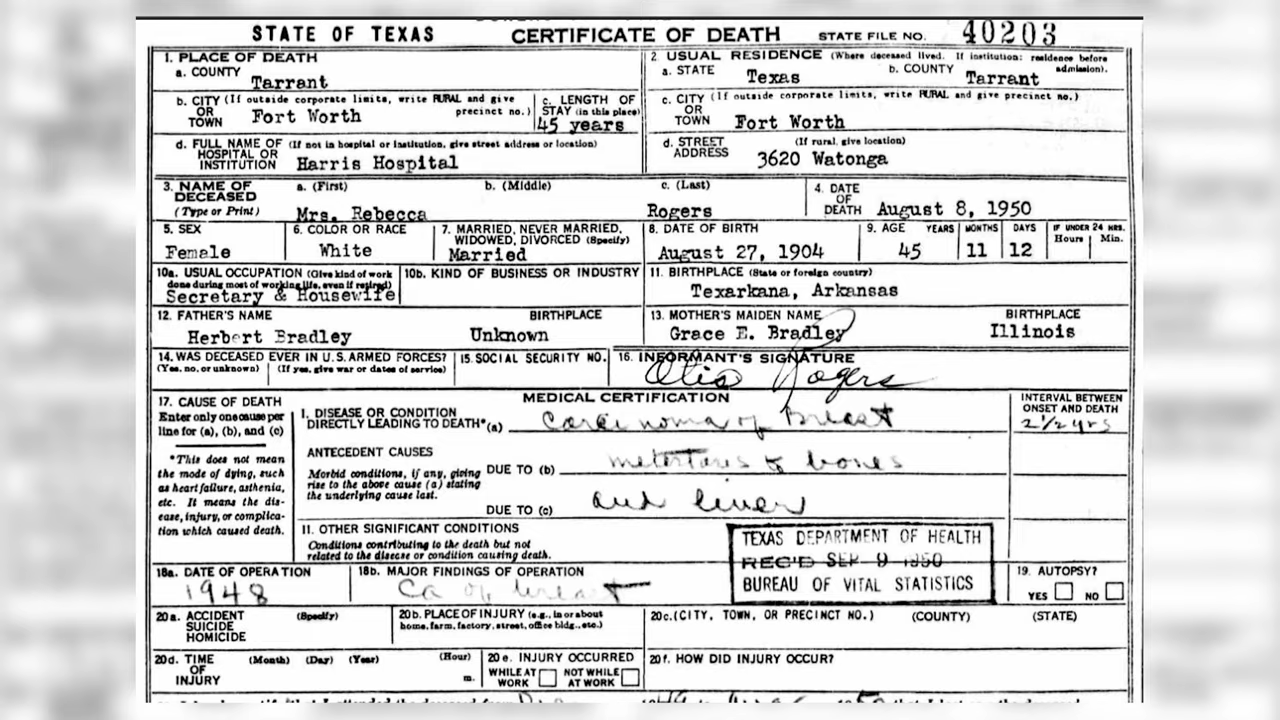 STATE OF TEXAS CERTIFICATE OF DEATH STATE FILE NO. 40203
1. PLACE OF DEATH
a. COUNTY Tarrant
2. USUAL RESIDENCE (Where deceased lived. If institution: residence before admission).
a. STATE Texas b. COUNTY Tarrant
b. CITY (If outside corporate limits, write RURAL and give precinct no.)
OR TOWN Fort Worth
c. LENGTH OF STAY (in this place) 45 years
c. CITY (If outside corporate limits, write RURAL and give precinct no.)
OR TOWN Fort Worth
d. FULL NAME OF (If not in hospital or institution, give street address or location)
HOSPITAL OR INSTITUTION Harris Hospital
d. STREET ADDRESS (If rural, give location)
3620 Watonga
3. NAME OF DECEASED (Type or Print)
a. (First) b. (Middle) c. (Last)
Mrs. Rebecca Rogers
4. DATE OF DEATH August 8, 1950
5. SEX Female
6. COLOR OR RACE White
7. MARRIED, NEVER MARRIED, WIDOWED, DIVORCED (Specify) Married
8. DATE OF BIRTH August 27, 1904
9. AGE YEARS MONTHS DAYS IF UNDER 24 HRS. Hours Min.
45 11 12
10a. USUAL OCCUPATION (Give kind of work done during most of working life, even if retired)
Secretary & Housewife
10b. KIND OF BUSINESS OR INDUSTRY
11. BIRTHPLACE (State or foreign country)
Texarkana, Arkansas
12. FATHER'S NAME BIRTHPLACE
Herbert Bradley Unknown
13. MOTHER'S MAIDEN NAME BIRTHPLACE
Grace E. Bradley Illinois
14. WAS DECEASED EVER IN U.S. ARMED FORCES?
(Yes, no, or unknown) (If yes, give war or dates of service)
15. SOCIAL SECURITY NO.
16. INFORMANT'S SIGNATURE
Otis Rogers
MEDICAL CERTIFICATION
17. CAUSE OF DEATH
Enter only one cause per line for (a), (b), and (c)
*This does not mean the mode of dying, such as heart failure, asthenia, etc. It means the disease, injury, or complication which caused death.
I. DISEASE OR CONDITION DIRECTLY LEADING TO DEATH* (a) Carcinoma of Breast
INTERVAL BETWEEN ONSET AND DEATH
2 1/2 yrs
ANTECEDENT CAUSES
Morbid conditions, if any, giving rise to the above cause (a) stating the underlying cause last.
DUE TO (b) metastases to bones
DUE TO (c) and liver
11. OTHER SIGNIFICANT CONDITIONS
Conditions contributing to the death but not related to the disease or condition causing death.
TEXAS DEPARTMENT OF HEALTH
REC'D SEP 9 1950
BUREAU OF VITAL STATISTICS
18a. DATE OF OPERATION
1948
18b. MAJOR FINDINGS OF OPERATION
Ca of breast
19. AUTOPSY?
YES NO
20a. ACCIDENT SUICIDE HOMICIDE (Specify)
20b. PLACE OF INJURY (e.g., in or about home, farm, factory, street, office bldg., etc.)
20c. (CITY, TOWN, OR PRECINCT NO.) (COUNTY) (STATE)
20d. TIME OF INJURY (Month) (Day) (Year) (Hour) m.
20e. INJURY OCCURRED
WHILE AT WORK NOT WHILE AT WORK
20f. HOW DID INJURY OCCUR?